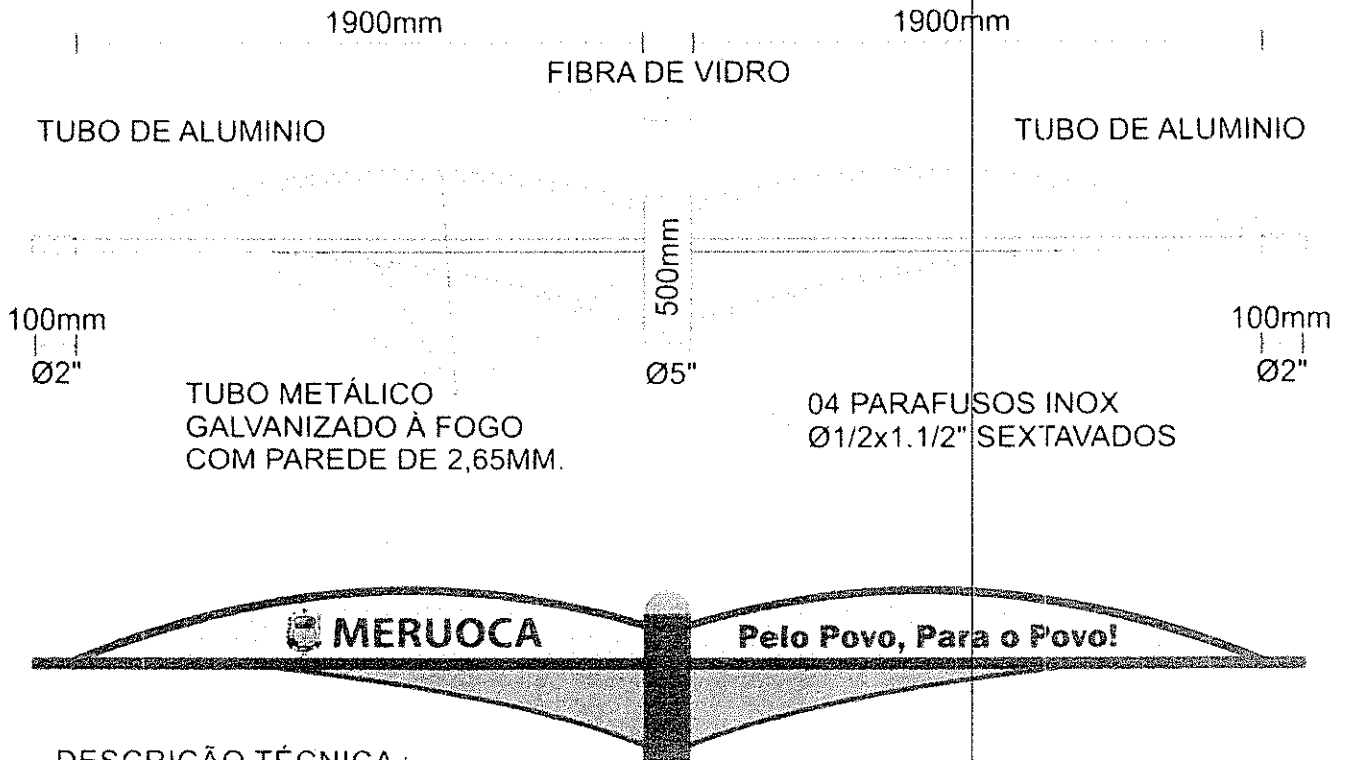 1900mm
1900mm
FIBRA DE VIDRO
TUBO DE ALUMINIO
TUBO DE ALUMINIO
500mm
100mm
100mm
Ø2"
Ø5"
Ø2"
TUBO METÁLICO
GALVANIZADO À FOGO
COM PAREDE DE 2,65MM.
04 PARAFUSOS INOX
Ø1/2x1.1/2" SEXTAVADOS
MERUOCA
Pelo Povo, Para o Povo!
DESCRIÇÃO TÉCNICA :